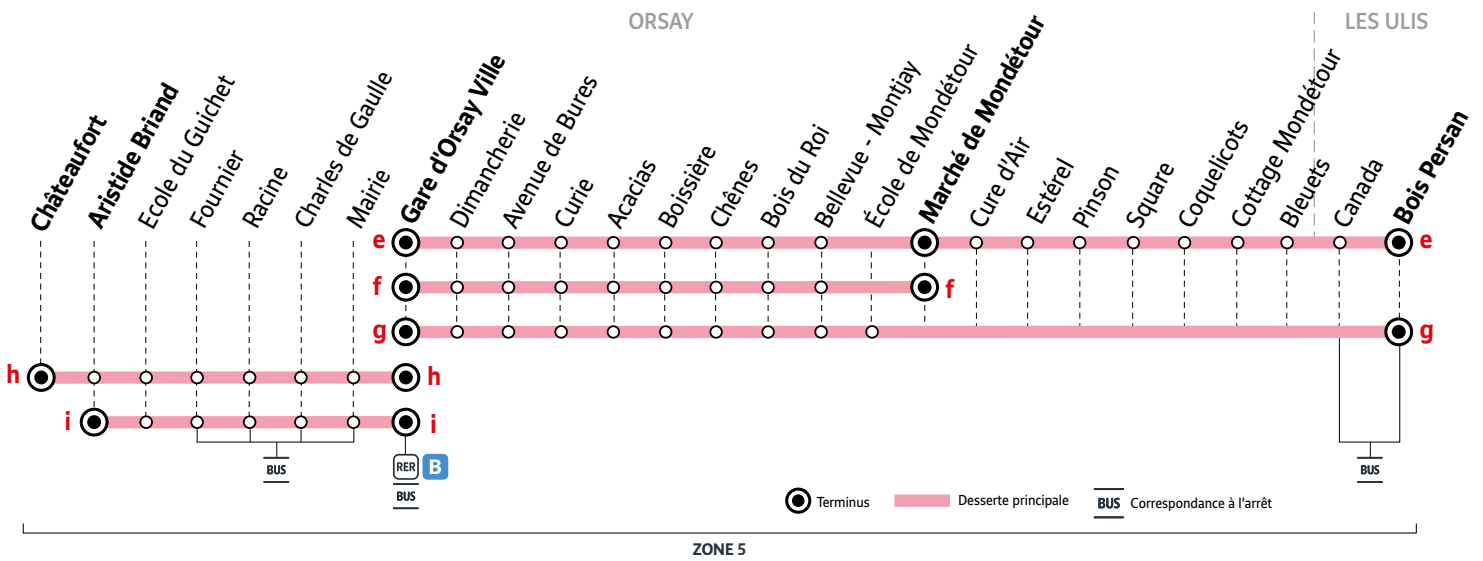 ORSAY
LES ULIS
Châteaufort
Aristide Briand
Ecole du Guichet
Fournier
Racine
Charles de Gaulle
Mairie
Gare d'Orsay Ville
Dimancherie
Avenue de Bures
Curie
Acacias
Boissière
Chênes
Bois du Roi
Bellevue - Montjay
École de Mondétour
Marché de Mondétour
Cure d'Air
Estérel
Pinson
Square
Coquelicots
Cottage Mondétour
Bleuets
Canada
Bois Persan
e e
f f
g g
h h
i i
BUS
RER B
BUS
BUS
Terminus
Desserte principale
BUS Correspondance à l'arrêt
ZONE 5